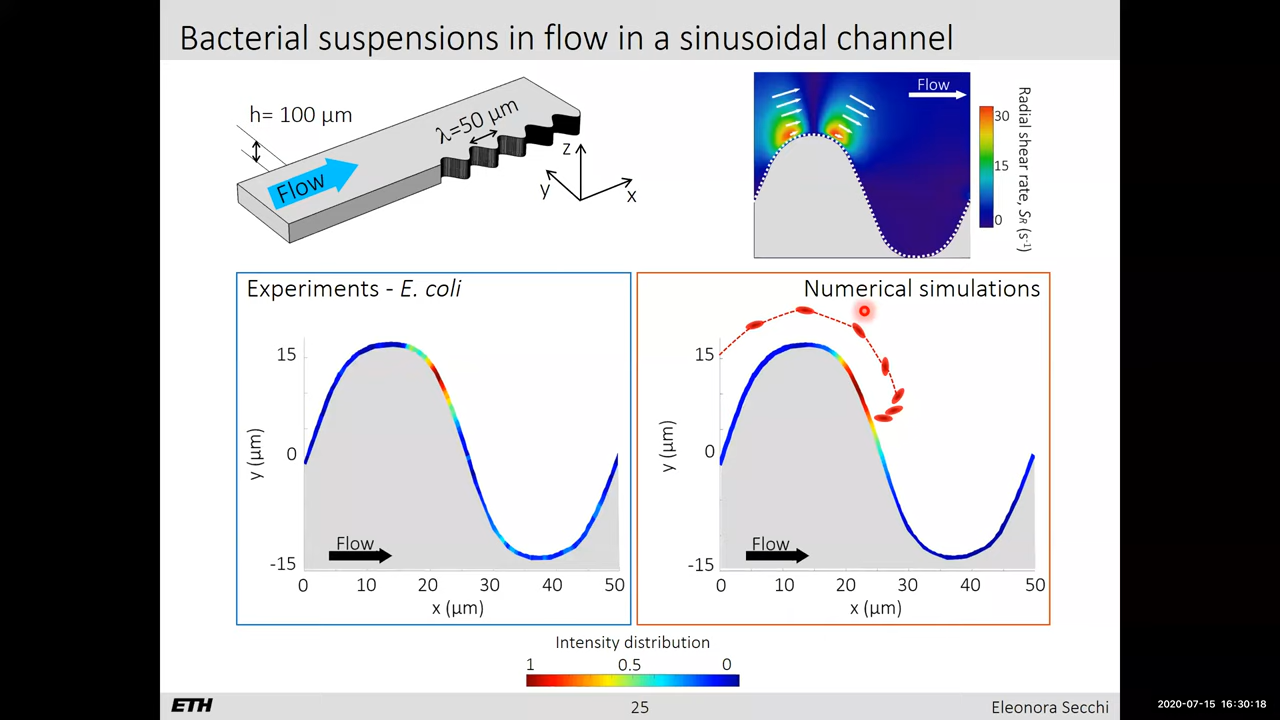 Bacterial suspensions in flow in a sinusoidal channel
h= 100 µm
λ=50 µm
Flow
z
y
x
Flow
30
15
0
Radial shear rate, S_R (s⁻¹)
Experiments - E. coli
15
0
-15
y (µm)
Flow
0 10 20 30 40 50
x (µm)
Numerical simulations
15
0
-15
y (µm)
Flow
0 10 20 30 40 50
x (µm)
Intensity distribution
1 0.5 0
ETH
25
Eleonora Secchi
2020-07-15 16:30:18